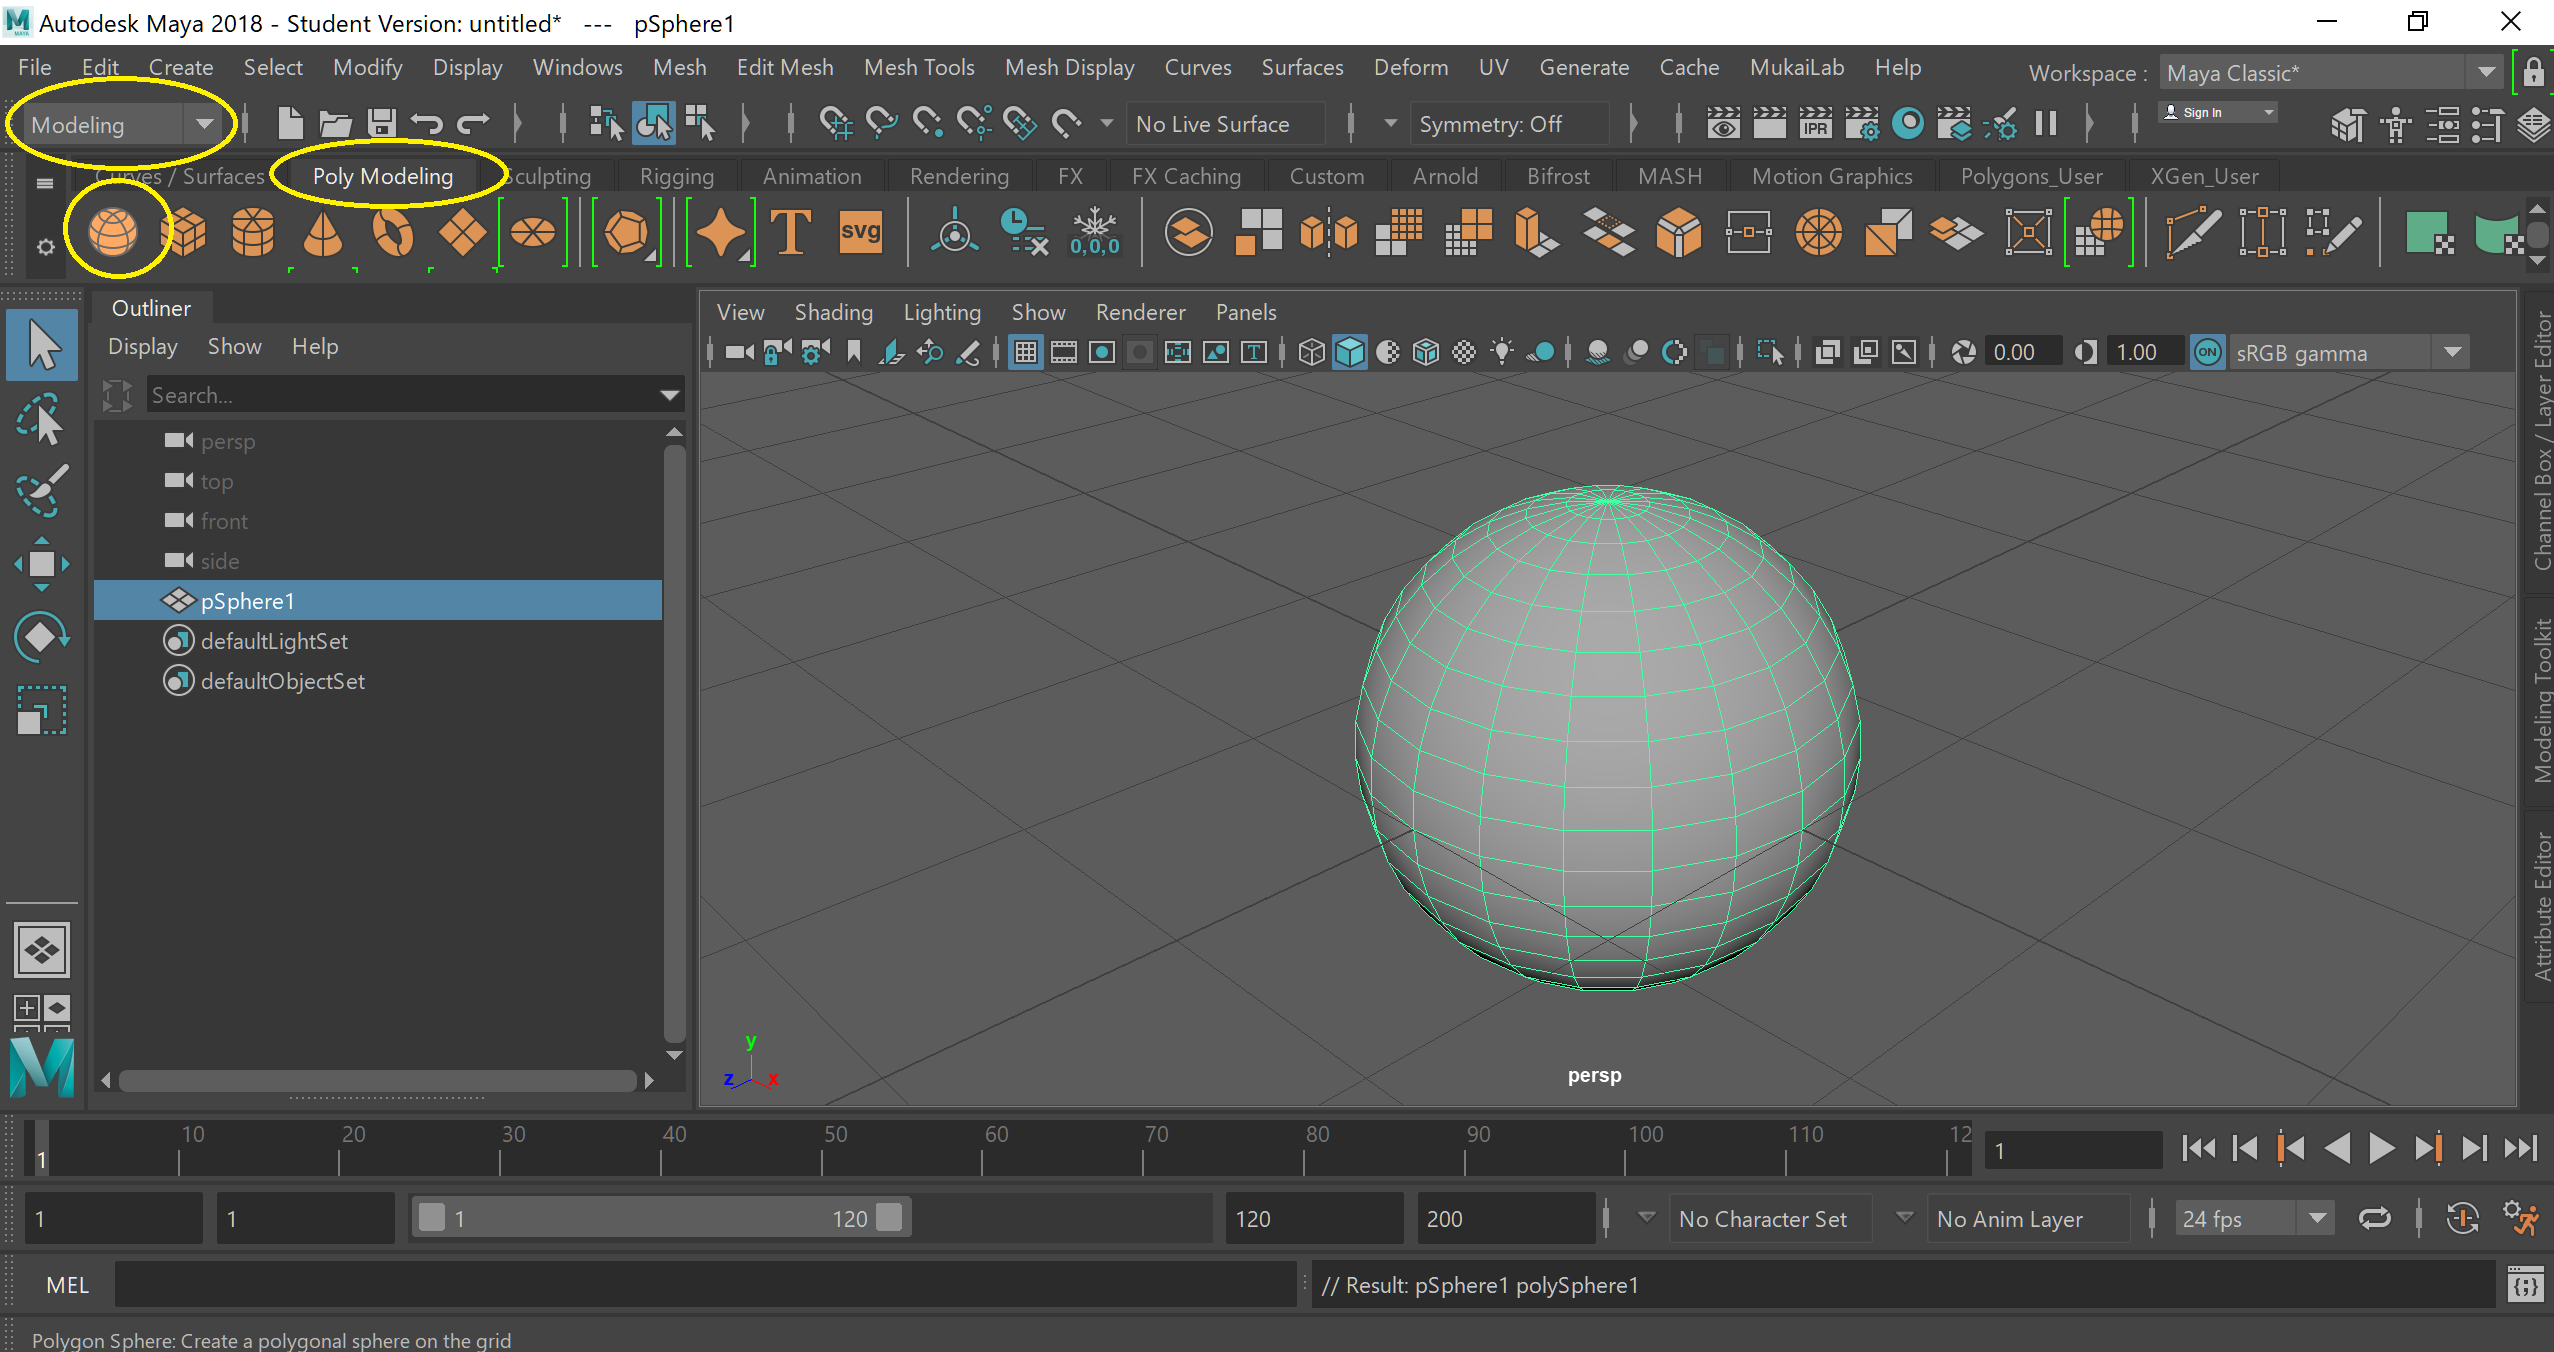 Autodesk Maya 2018 - Student Version: untitled*   ---   pSphere1
File Edit Create Select Modify Display Windows Mesh Edit Mesh Mesh Tools Mesh Display Curves Surfaces Deform UV Generate Cache MukaiLab Help Workspace : Maya Classic*
Modeling No Live Surface Symmetry: Off IPR Sign In
Curves / Surfaces Poly Modeling Sculpting Rigging Animation Rendering FX FX Caching Custom Arnold Bifrost MASH Motion Graphics Polygons_User XGen_User
T svg 0,0,0
Outliner
Display Show Help
Search...
persp
top
front
side
pSphere1
defaultLightSet
defaultObjectSet
View Shading Lighting Show Renderer Panels
0.00 1.00 ON sRGB gamma
y
z x
persp
Channel Box / Layer Editor
Modeling Toolkit
Attribute Editor
10 20 30 40 50 60 70 80 90 100 110 12
1 1
1 1 1 120 120 200 No Character Set No Anim Layer 24 fps
MEL // Result: pSphere1 polySphere1
Polygon Sphere: Create a polygonal sphere on the grid